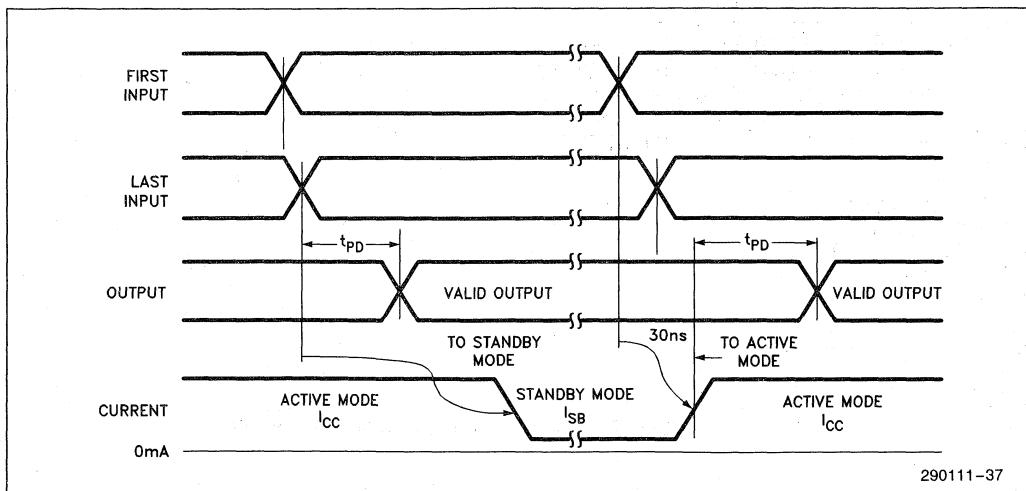 FIRST
INPUT
LAST
INPUT
tPD
tPD
OUTPUT
VALID OUTPUT
VALID OUTPUT
TO STANDBY
MODE
30ns
TO ACTIVE
MODE
CURRENT
ACTIVE MODE
ICC
STANDBY MODE
ISB
ACTIVE MODE
ICC
0mA
290111–37